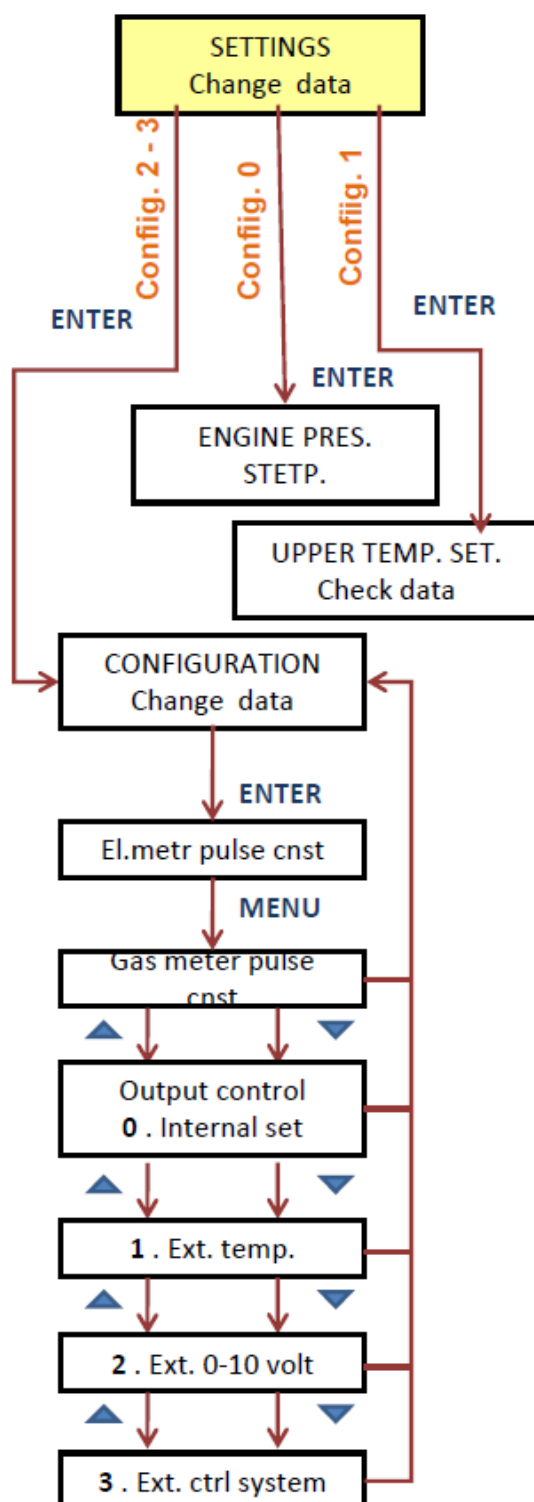 SETTINGS
Change data
Confiig. 2 - 3
Confiig. 0
Confiig. 1
ENTER
ENTER
ENTER
ENGINE PRES.
STETP.
UPPER TEMP. SET.
Check data
CONFIGURATION
Change data
ENTER
El.metr pulse cnst
MENU
Gas meter pulse
cnst
Output control
0 . Internal set
1 . Ext. temp.
2 . Ext. 0-10 volt
3 . Ext. ctrl system